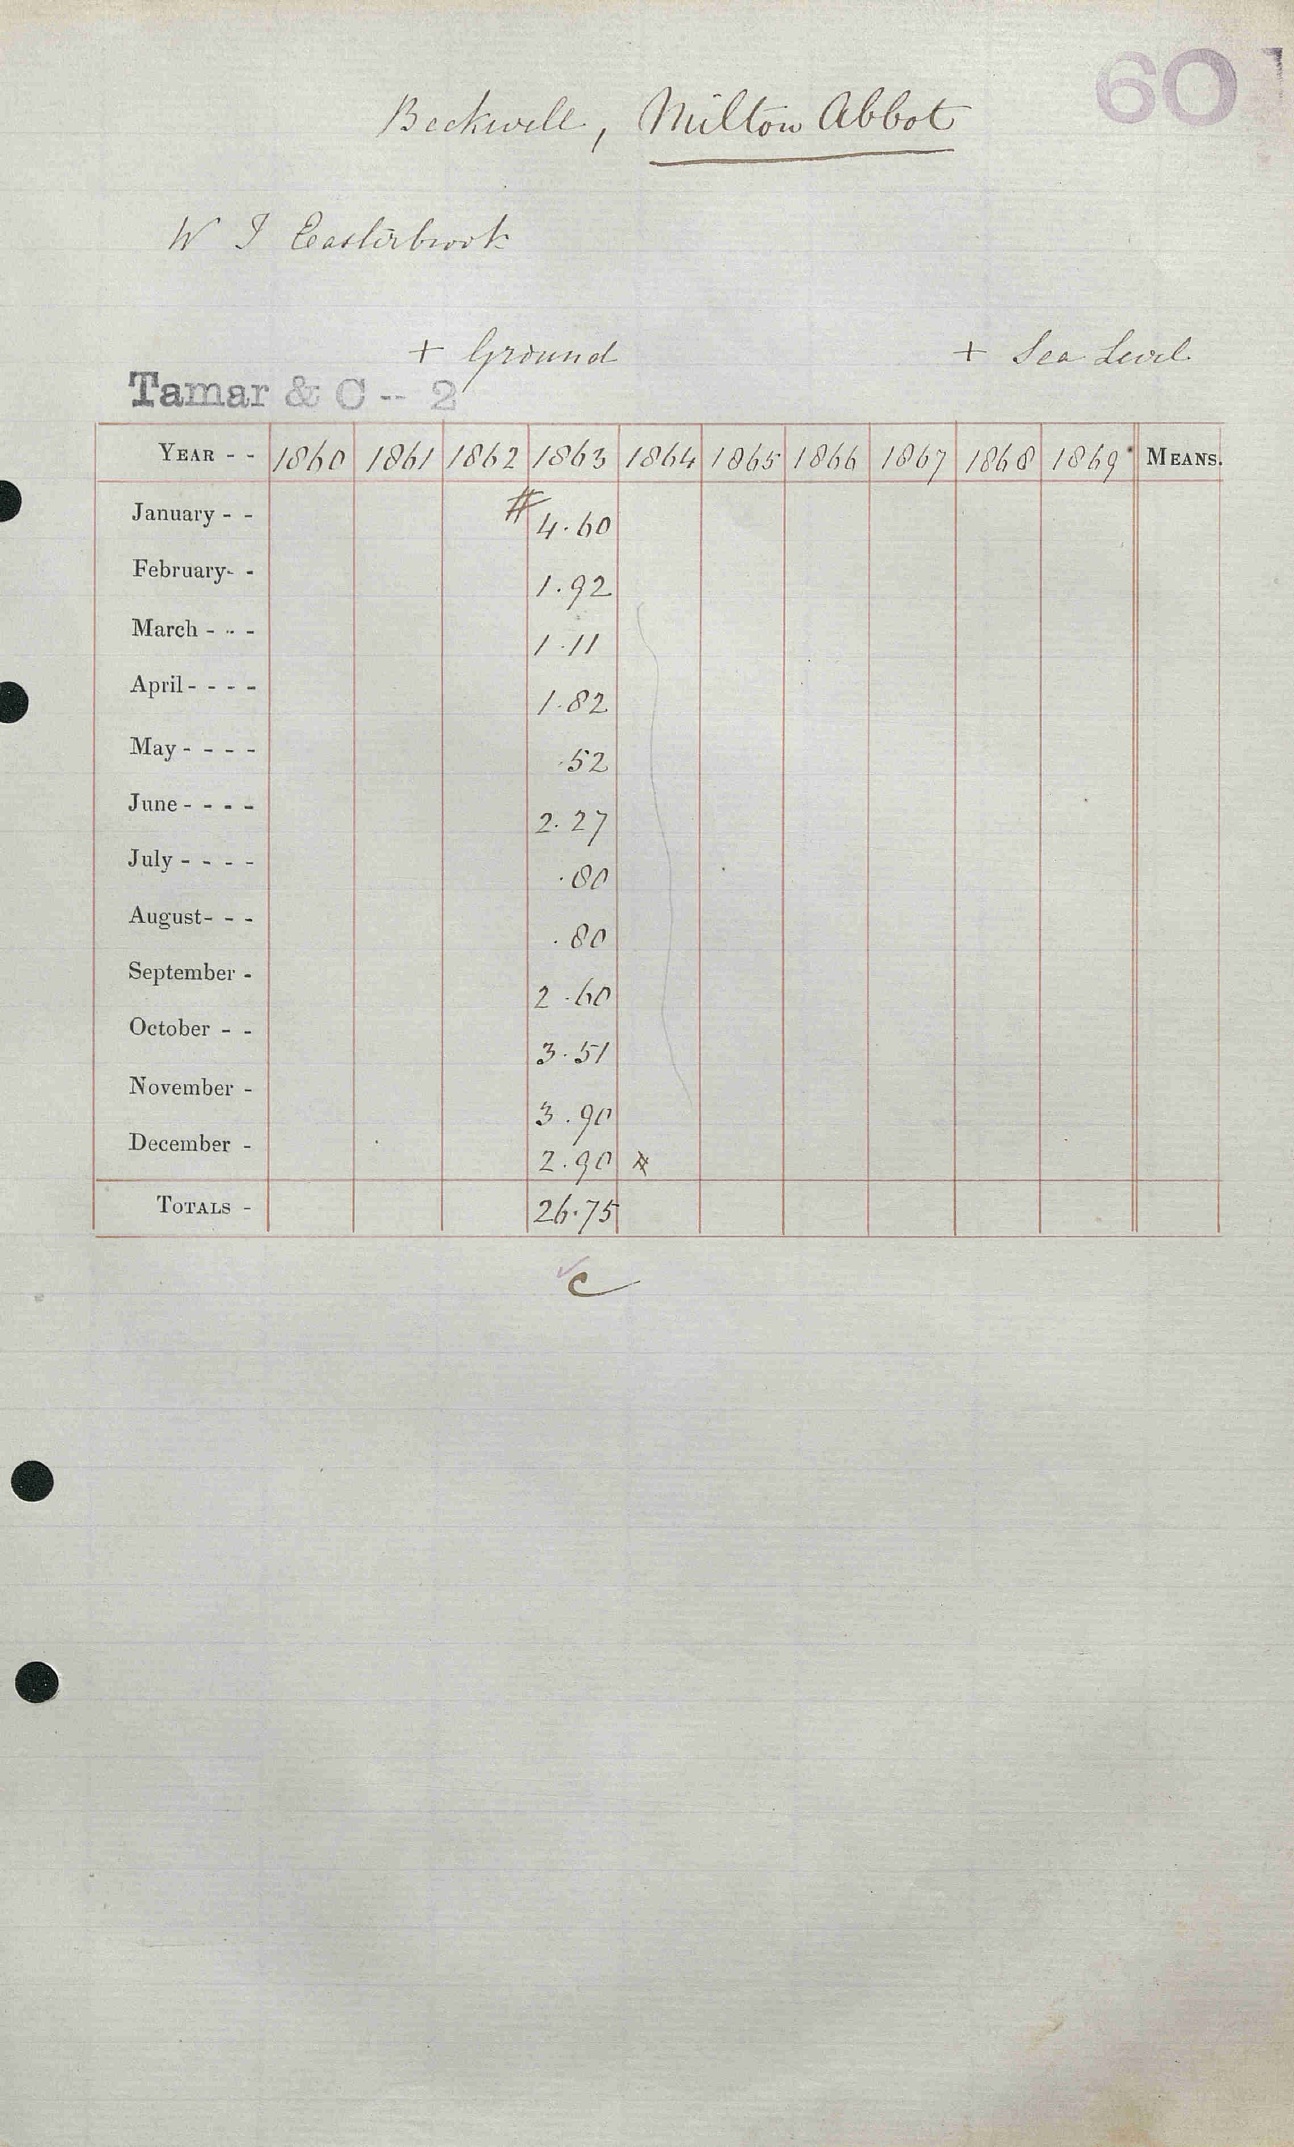 60
Beckwell, Milton Abbot
W J Easterbrook
+ Ground + Sea Level
Tamar & C -- 2
YEAR - - 1860 1861 1862 1863 1864 1865 1866 1867 1868 1869 MEANS.
January - - # 4.60
February- - 1.92
March - - - 1.11
April - - - - 1.82
May - - - - .52
June - - - - 2.27
July - - - - .80
August- - - .80
September - 2.60
October - - 3.51
November - 3.90
December - 2.90 #
TOTALS - 26.75
C